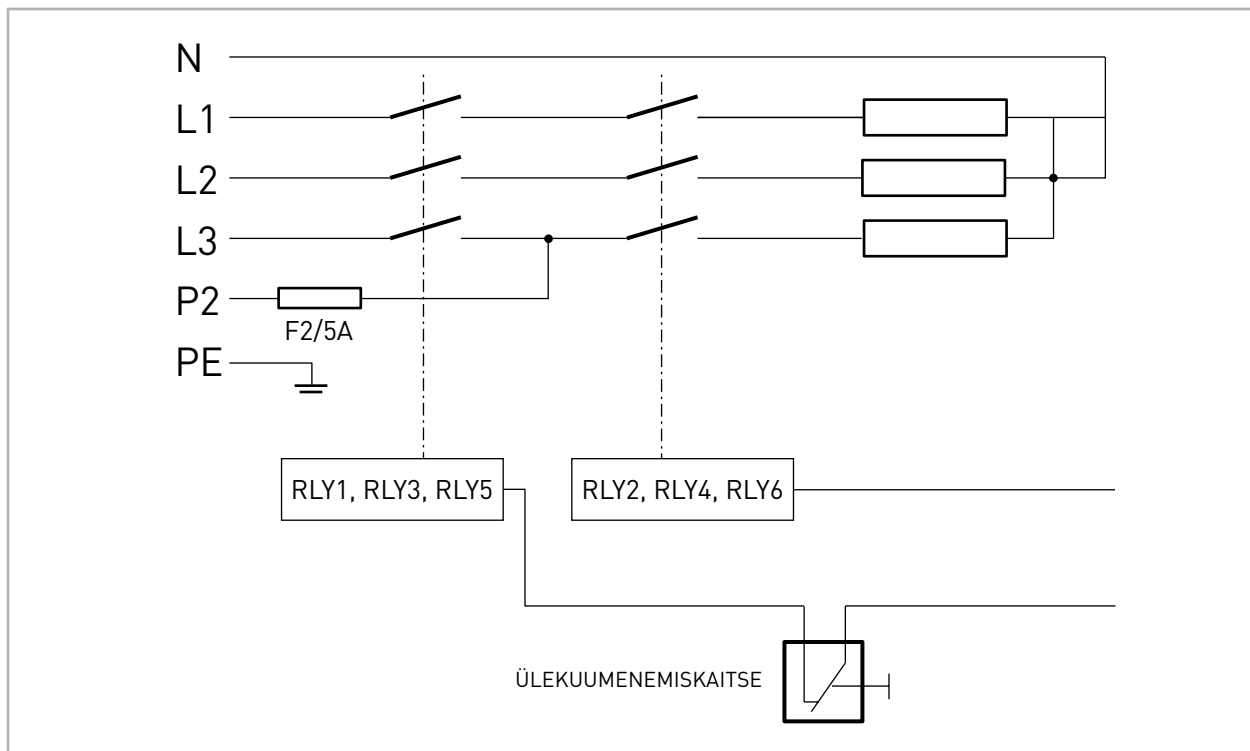 N
L1
L2
L3
P2
F2/5A
PE
RLY1, RLY3, RLY5
RLY2, RLY4, RLY6
ÜLEKUUMENEMISKAITSE